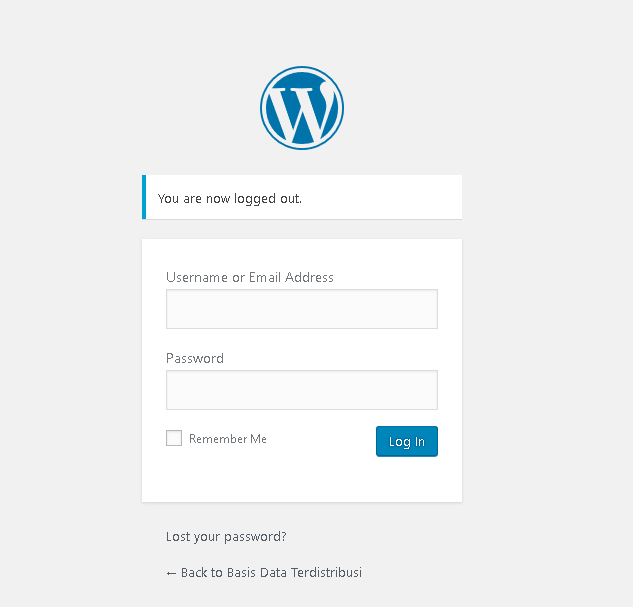 You are now logged out.
Username or Email Address
Password
Remember Me
Log In
Lost your password?
← Back to Basis Data Terdistribusi